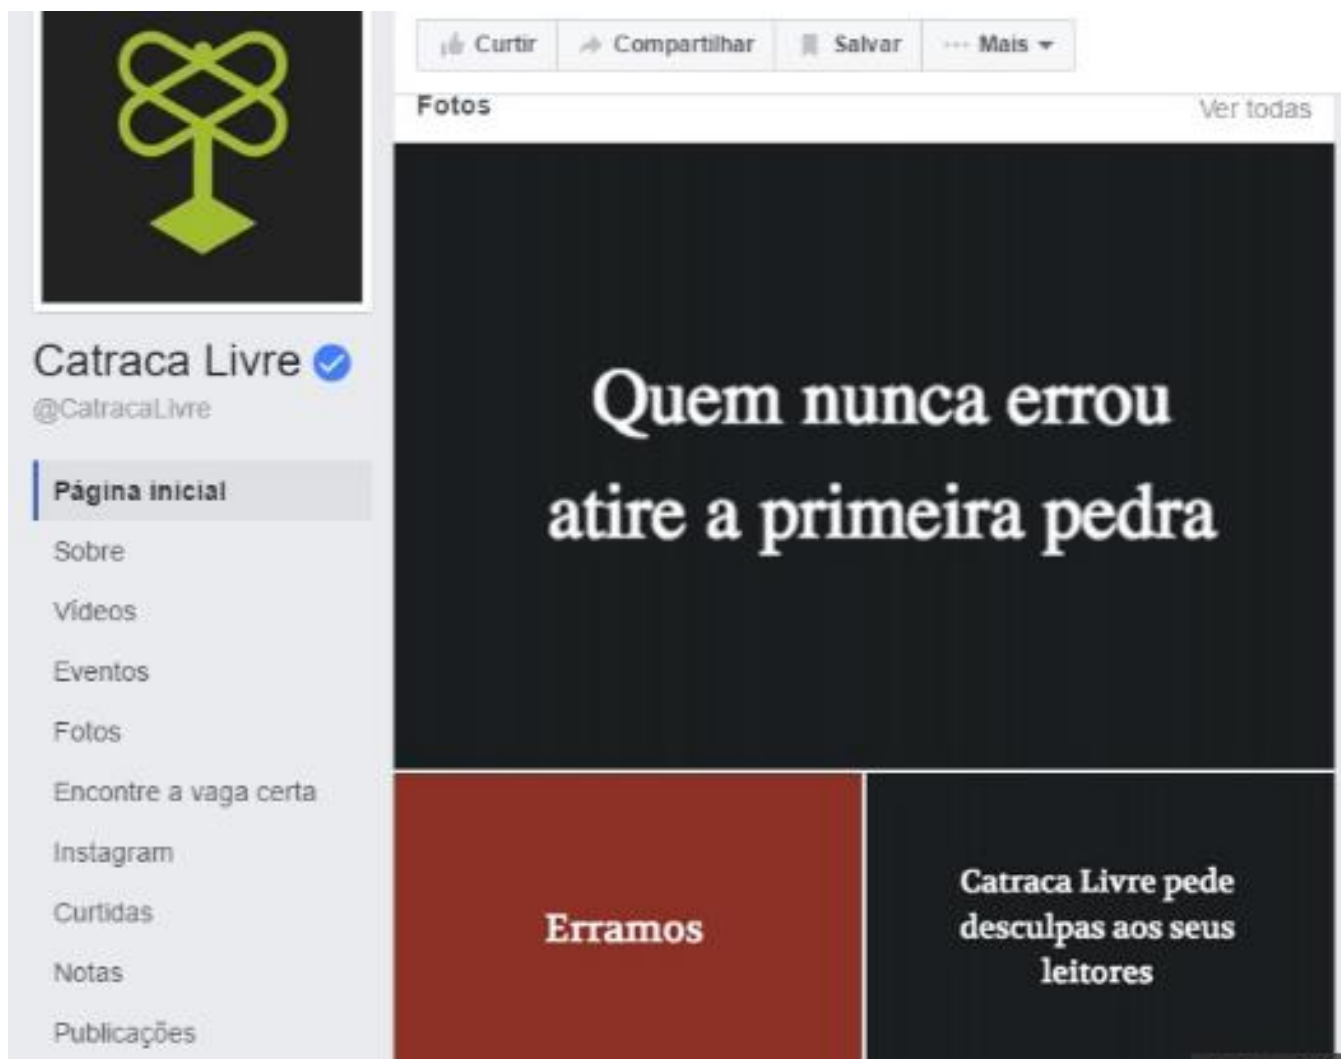 Curtir Compartilhar Salvar Mais
Fotos Ver todas
Catraca Livre
@CatracaLivre
Página inicial
Sobre
Vídeos
Eventos
Fotos
Encontre a vaga certa
Instagram
Curtidas
Notas
Publicações
Quem nunca errou
atire a primeira pedra
Erramos
Catraca Livre pede
desculpas aos seus
leitores